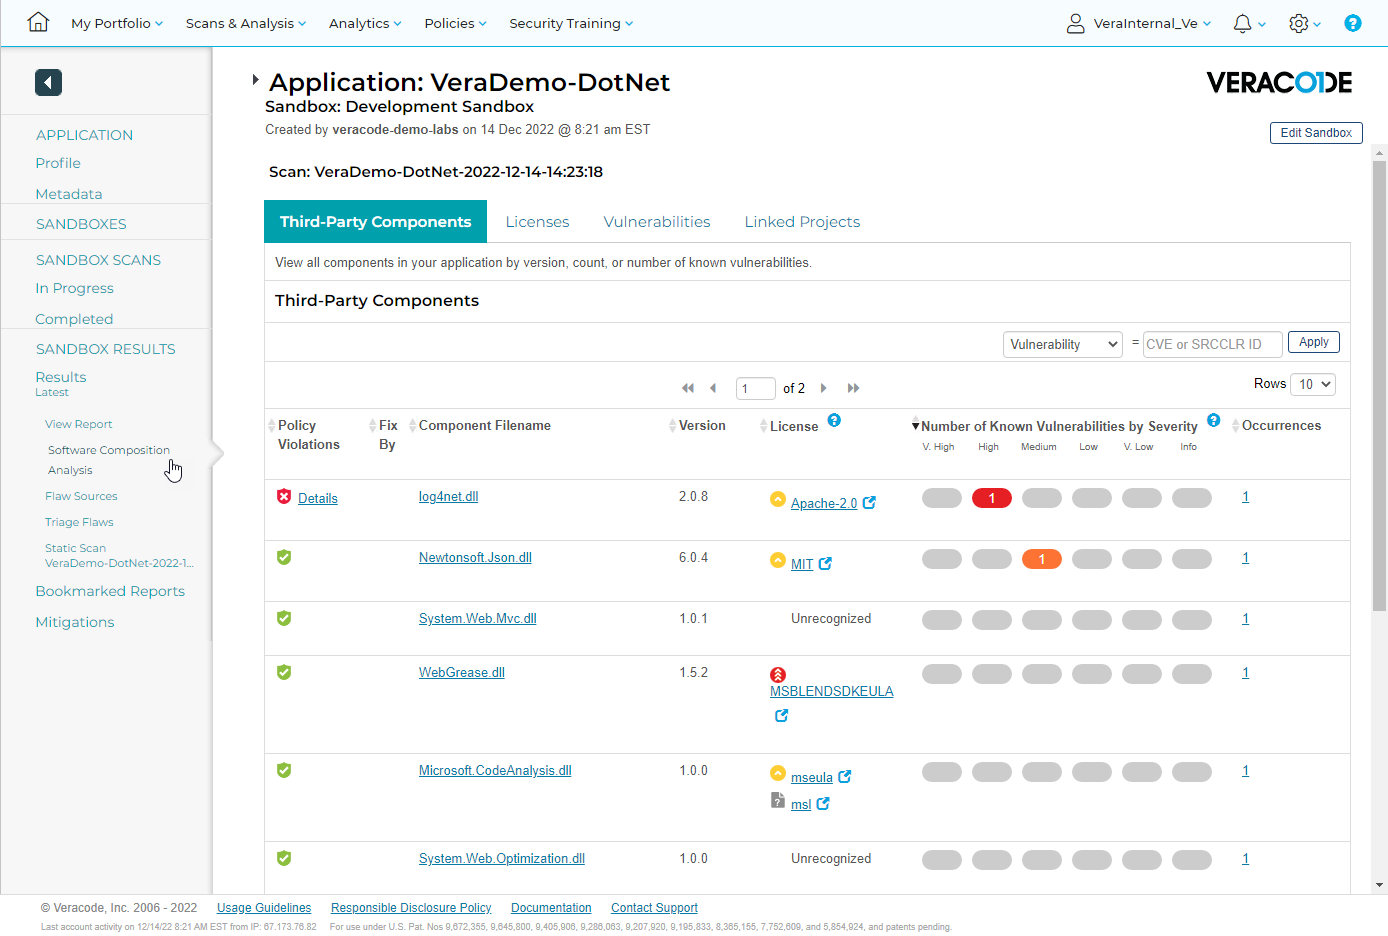 My Portfolio
Scans & Analysis
Analytics
Policies
Security Training
VeraInternal_Ve
?
APPLICATION
Profile
Metadata
SANDBOXES
SANDBOX SCANS
In Progress
Completed
SANDBOX RESULTS
Results
Latest
View Report
Software Composition
Analysis
Flaw Sources
Triage Flaws
Static Scan
VeraDemo-DotNet-2022-1...
Bookmarked Reports
Mitigations
Application: VeraDemo-DotNet
Sandbox: Development Sandbox
Created by veracode-demo-labs on 14 Dec 2022 @ 8:21 am EST
VERACODE
Edit Sandbox
Scan: VeraDemo-DotNet-2022-12-14-14:23:18
Third-Party Components Licenses Vulnerabilities Linked Projects
View all components in your application by version, count, or number of known vulnerabilities.
Third-Party Components
Vulnerability = CVE or SRCCLR ID Apply
1 of 2
Rows 10
Policy Violations Fix By Component Filename Version License ? Number of Known Vulnerabilities by Severity ? Occurrences
V. High High Medium Low V. Low Info
Details log4net.dll 2.0.8 Apache-2.0 1 1
Newtonsoft.Json.dll 6.0.4 MIT 1 1
System.Web.Mvc.dll 1.0.1 Unrecognized 1
WebGrease.dll 1.5.2 MSBLENDSDKEULA 1
Microsoft.CodeAnalysis.dll 1.0.0 mseula 1
? msl
System.Web.Optimization.dll 1.0.0 Unrecognized 1
© Veracode, Inc. 2006 - 2022 Usage Guidelines Responsible Disclosure Policy Documentation Contact Support
Last account activity on 12/14/22 8:21 AM EST from IP: 67.173.76.82 For use under U.S. Pat. Nos 9,672,355, 9,645,800, 9,405,906, 9,286,063, 9,207,920, 9,195,833, 8,365,155, 7,752,609, and 5,854,924, and patents pending.